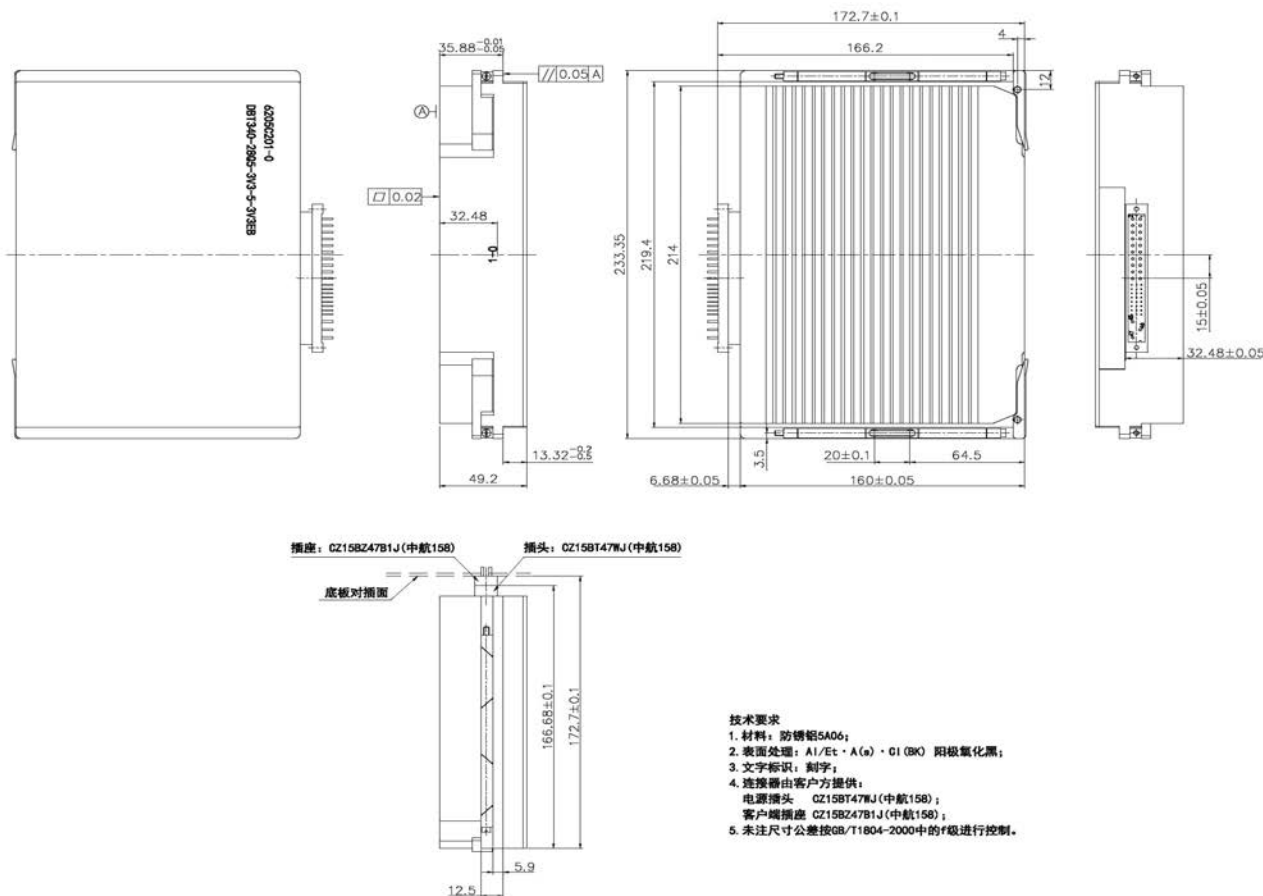 6205C201-0
DBT340-28Q5-3V3-5-3V3EB
35.88-0.01
-0.05
// 0.05 A
A
0.02
32.48
1-0
13.32-0.2
-0.5
49.2
172.7±0.1
166.2
4
12
233.35
219.4
214
3.5
20±0.1
64.5
6.68±0.05
160±0.05
15±0.05
32.48±0.05
插座：CZ15BZ47B1J(中航158)
插头：CZ15BT47WJ(中航158)
底板对插面
166.68±0.1
172.7±0.1
5.9
12.5
技术要求
1. 材料：防锈铝5A06；
2. 表面处理：Al/Et・A(s)・Cl(BK) 阳极氧化黑；
3. 文字标识：刻字；
4. 连接器由客户方提供：
电源插头 CZ15BT47WJ(中航158)；
客户端插座 CZ15BZ47B1J(中航158)；
5. 未注尺寸公差按GB/T1804-2000中的f级进行控制。